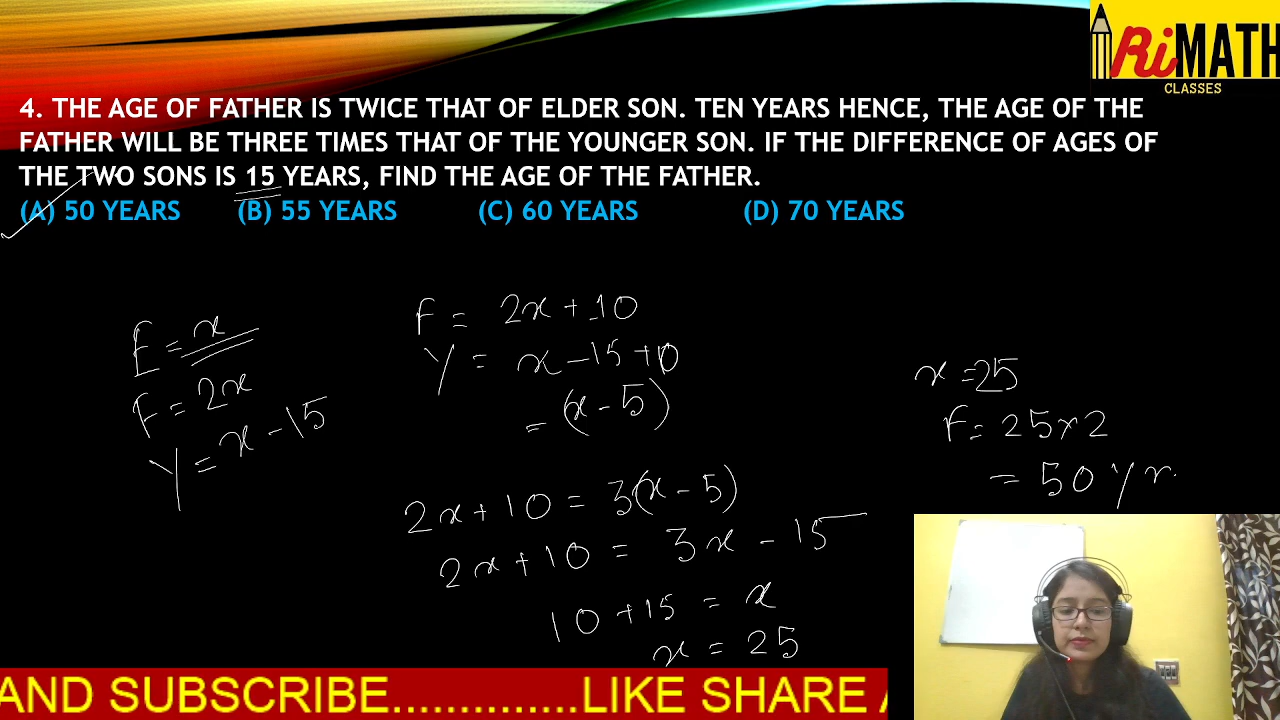 RiMATH
CLASSES
4. THE AGE OF FATHER IS TWICE THAT OF ELDER SON. TEN YEARS HENCE, THE AGE OF THE
FATHER WILL BE THREE TIMES THAT OF THE YOUNGER SON. IF THE DIFFERENCE OF AGES OF
THE TWO SONS IS 15 YEARS, FIND THE AGE OF THE FATHER.
(A) 50 YEARS (B) 55 YEARS (C) 60 YEARS (D) 70 YEARS
E = x
F = 2x
Y = x - 15
F = 2x + 10
Y = x - 15 + 10
= (x - 5)
2x + 10 = 3(x - 5)
2x + 10 = 3x - 15
10 + 15 = x
x = 25
x = 25
F = 25 × 2
= 50 yr
AND SUBSCRIBE..............LIKE SHARE A